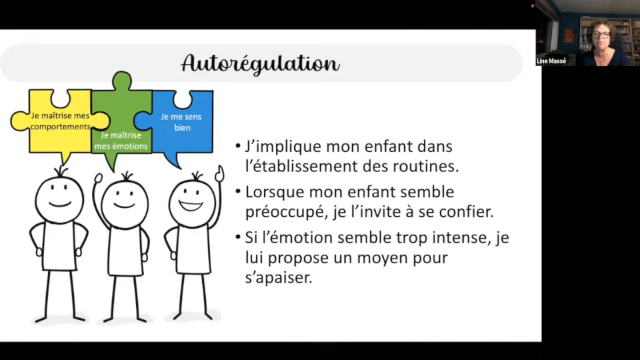 Autorégulation
Line Massé
Je maîtrise mes
comportements
Je maîtrise
mes émotions
Je me sens
bien
• J'implique mon enfant dans
l'établissement des routines.
• Lorsque mon enfant semble
préoccupé, je l'invite à se confier.
• Si l'émotion semble trop intense, je
lui propose un moyen pour
s'apaiser.